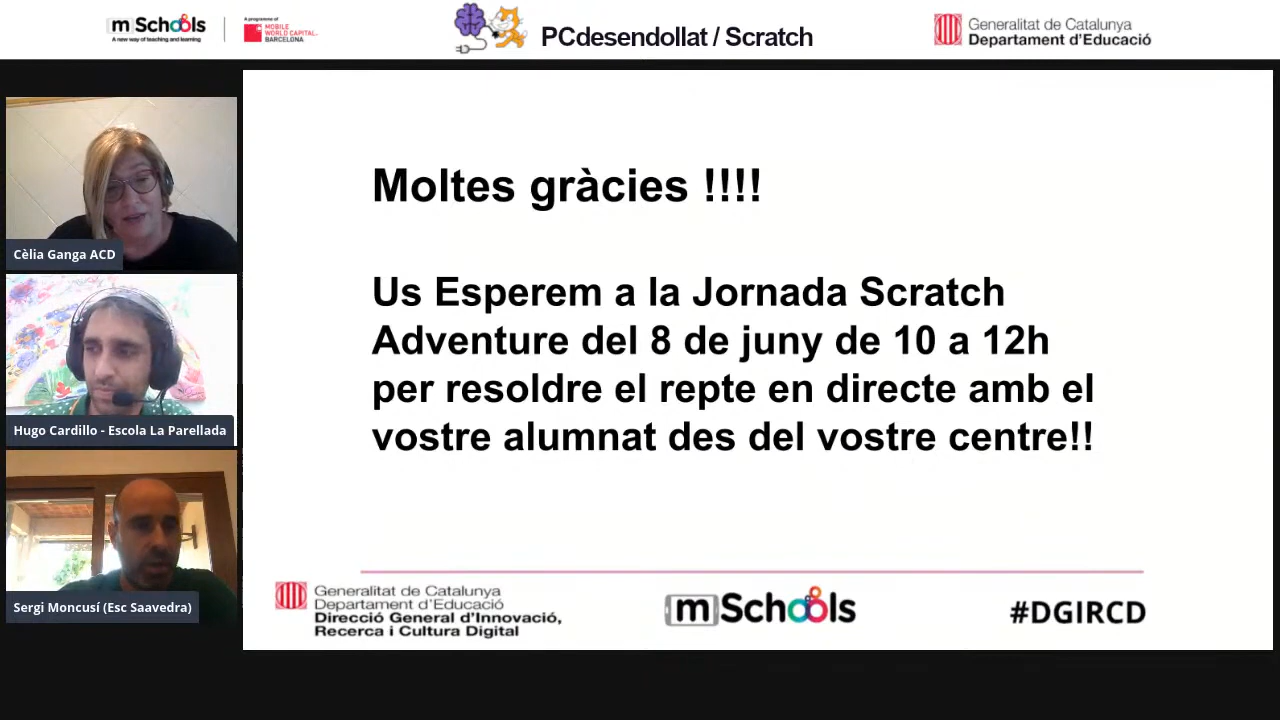 mSchools
A new way of teaching and learning
A programme of
MOBILE
WORLD CAPITAL
BARCELONA
PCdesendollat / Scratch
Generalitat de Catalunya
Departament d'Educació
Cèlia Ganga ACD
Hugo Cardillo - Escola La Parellada
Sergi Moncusí (Esc Saavedra)
Moltes gràcies !!!!
Us Esperem a la Jornada Scratch
Adventure del 8 de juny de 10 a 12h
per resoldre el repte en directe amb el
vostre alumnat des del vostre centre!!
Generalitat de Catalunya
Departament d'Educació
Direcció General d'Innovació,
Recerca i Cultura Digital
mSchools
#DGIRCD